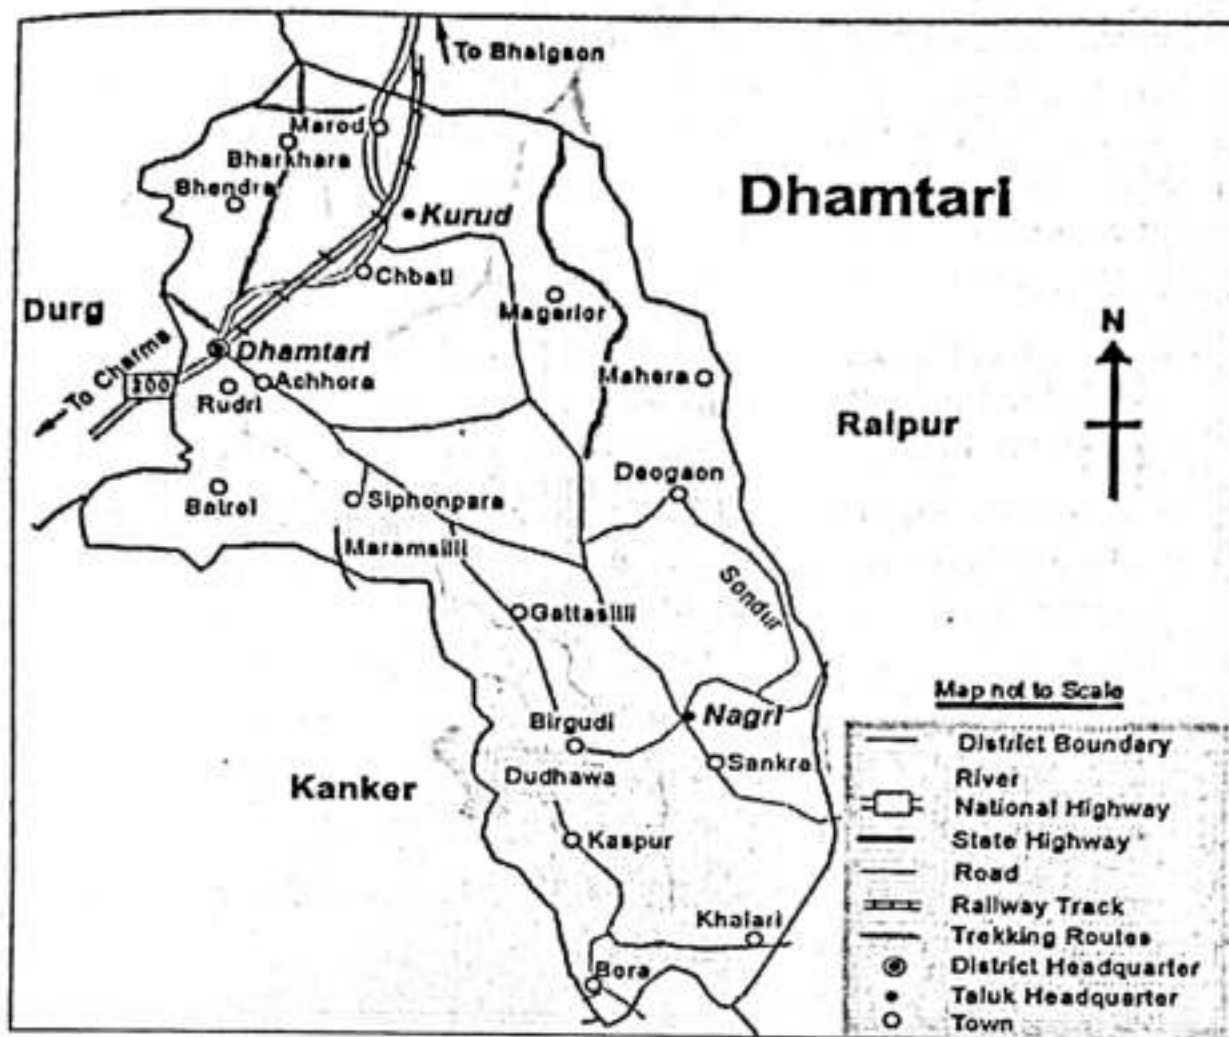 To Bhalgaon
Marod
Bharkhara
Bhendra
Dhamtari
Kurud
Chbati
Durg
Magarlor
N
To Charma
Dhamtari
200
Achhora
Rudri
Mahera
Raipur
Deogaon
Batrel
Siphonpara
Maramsilli
Sondur
Gattasilli
Map not to Scale
Nagri
Birgudi
District Boundary
Sankra
Dudhawa
River
Kanker
National Highway
Kaspur
State Highway
Road
Railway Track
Khalari
Trekking Routes
Bora
District Headquarter
Taluk Headquarter
Town